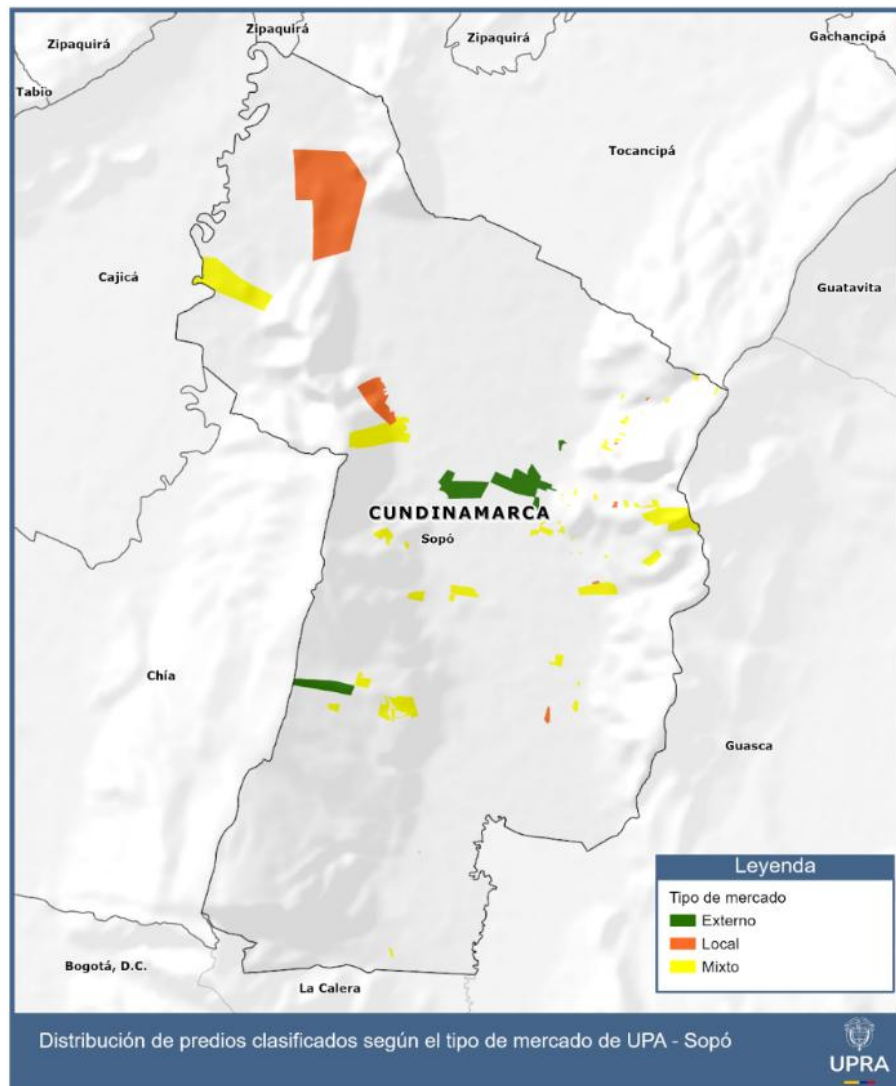 Zipaquirá
Zipaquirá
Zipaquirá
Gachancipá
Tabio
Tocancipá
Cajicá
Guatavita
CUNDINAMARCA
Sopó
Chía
Guasca
Leyenda
Tipo de mercado
Externo
Local
Mixto
Bogotá, D.C.
La Calera
Distribución de predios clasificados según el tipo de mercado de UPA - Sopó
UPRA